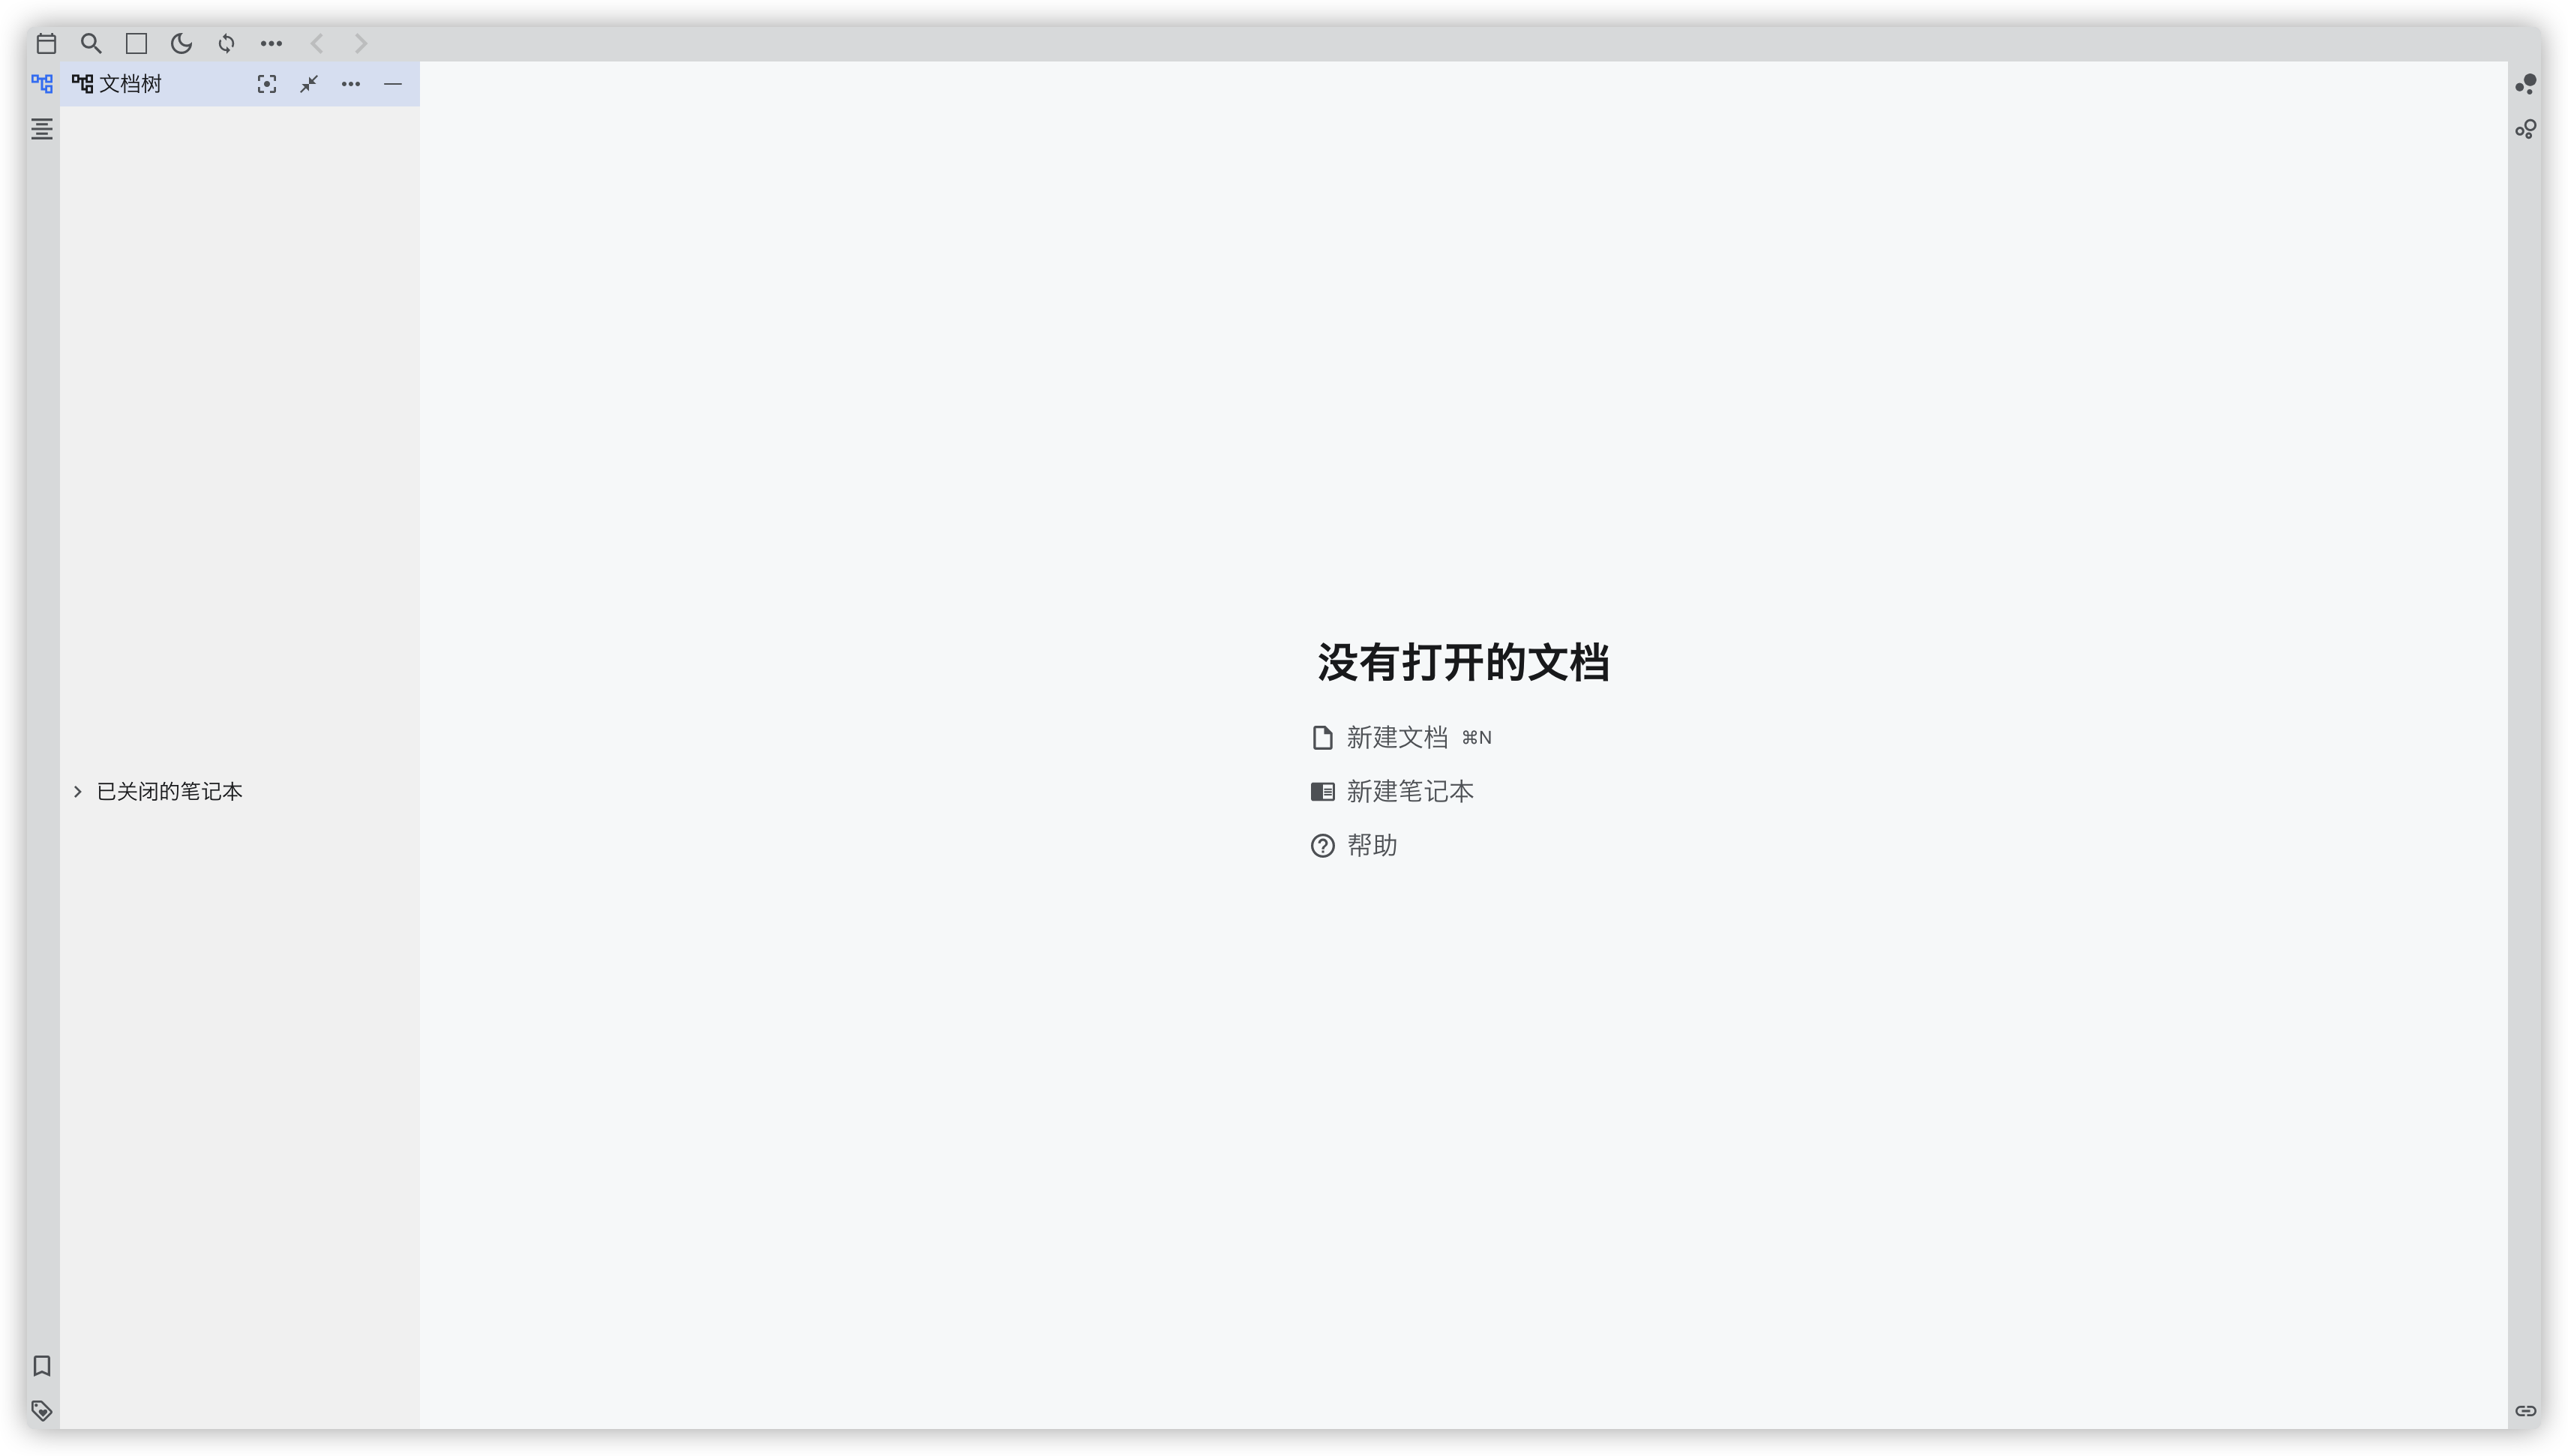 文档树
没有打开的文档
新建文档 ⌘N
已关闭的笔记本
新建笔记本
帮助